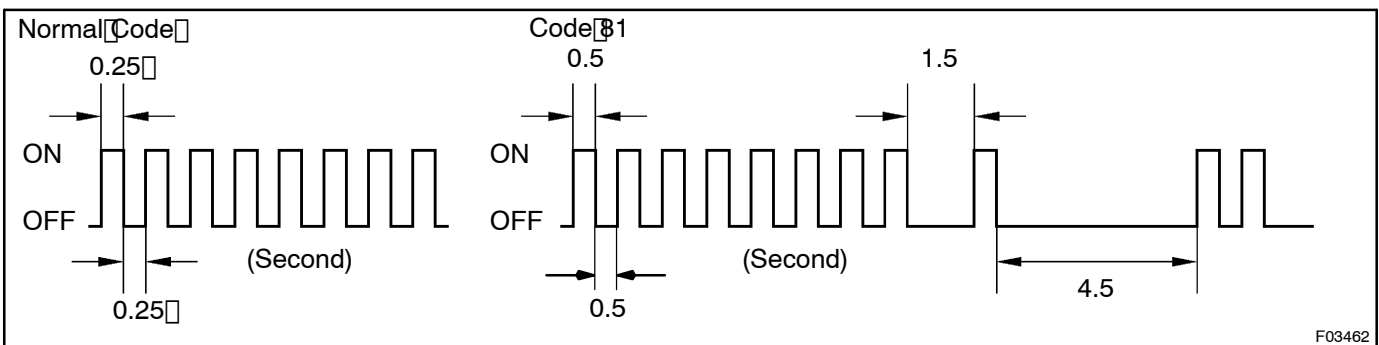 Normal Code
0.25
ON
OFF
(Second)
0.25
Code 81
0.5
1.5
ON
OFF
(Second)
0.5
4.5
F03462